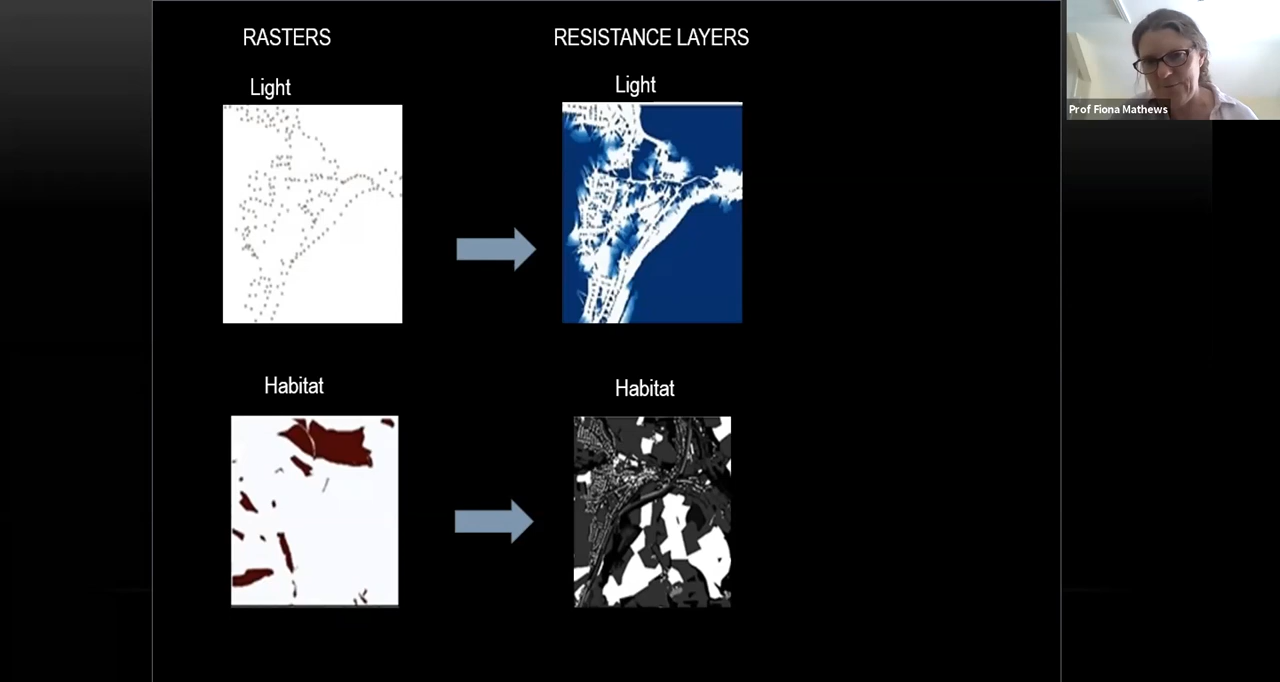 RASTERS
RESISTANCE LAYERS
Light
Light
Prof Fiona Mathews
Habitat
Habitat